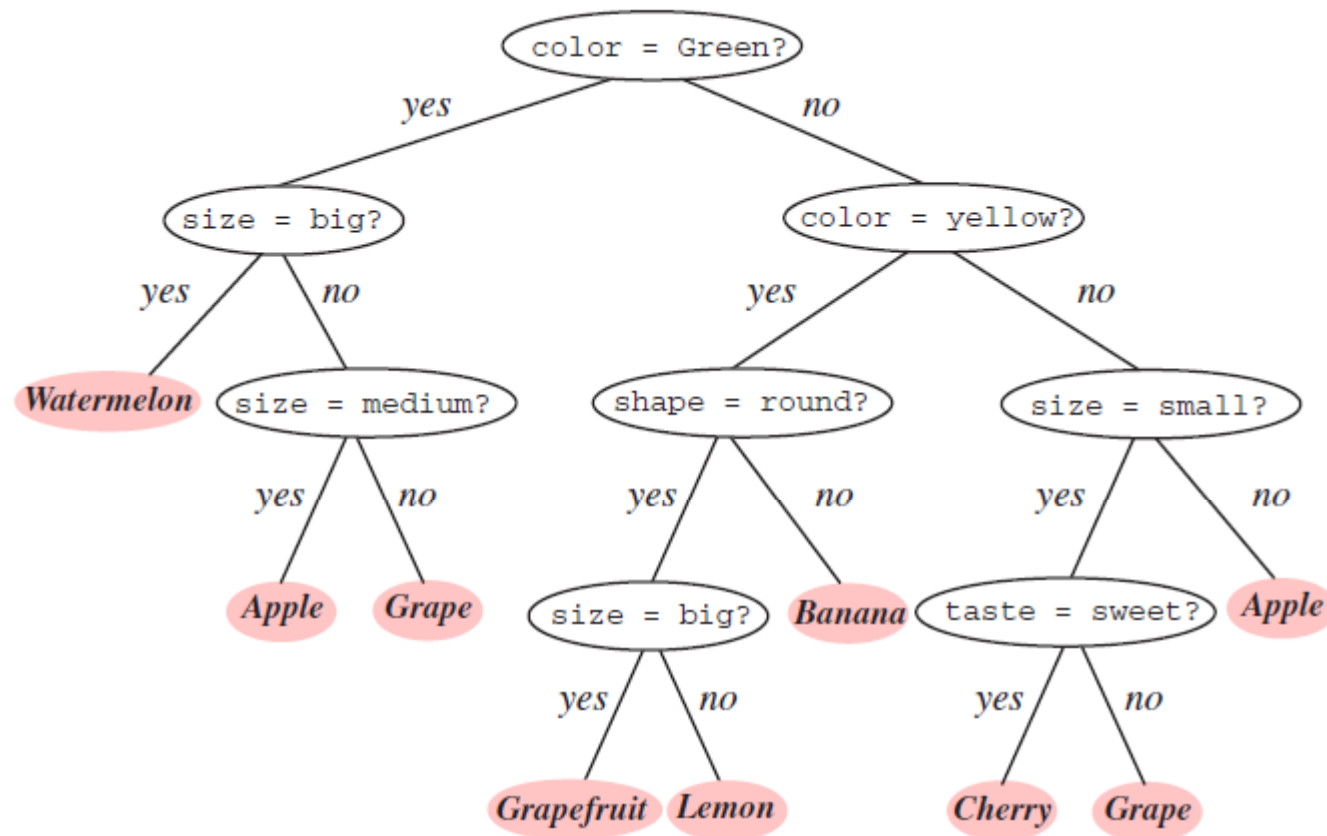 color = Green?
yes
no
size = big?
color = yellow?
yes
no
yes
no
Watermelon
size = medium?
shape = round?
size = small?
yes
no
yes
no
yes
no
Apple
Grape
size = big?
Banana
taste = sweet?
Apple
yes
no
yes
no
Grapefruit
Lemon
Cherry
Grape